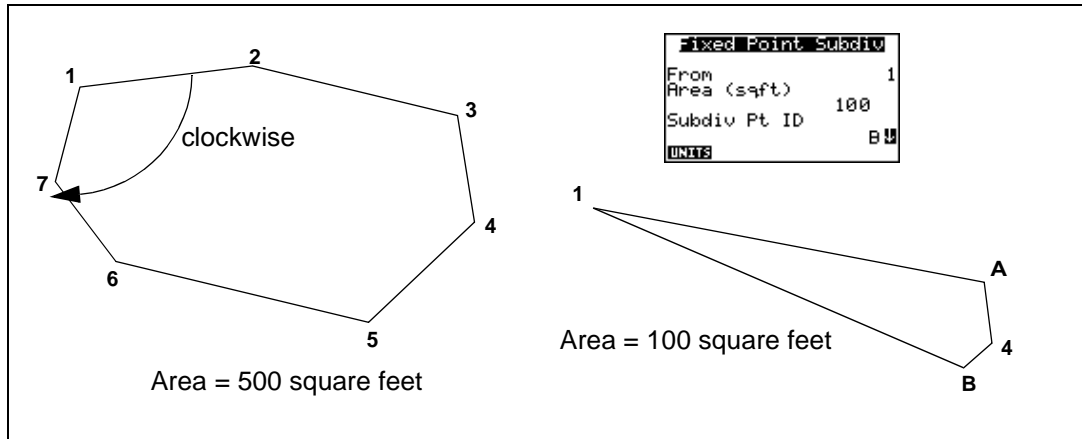 1
2
3
4
5
6
7
clockwise
Area = 500 square feet
Fixed Point Subdiv
From 1
Area (sqft)
100
Subdiv Pt ID
B
UNITS
1
A
4
B
Area = 100 square feet